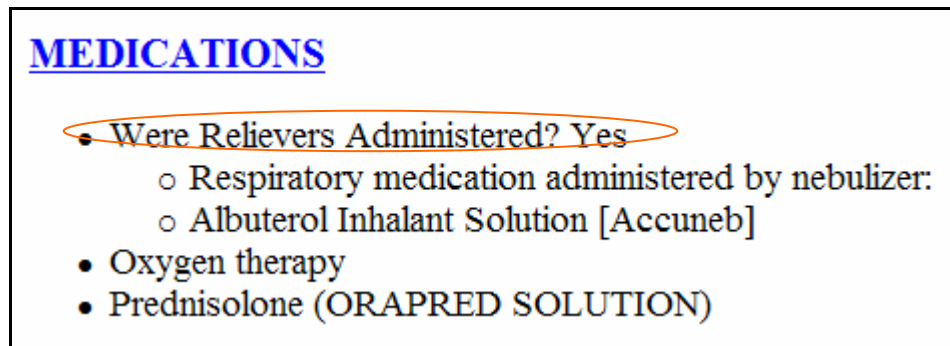 MEDICATIONS
• Were Relievers Administered? Yes
o Respiratory medication administered by nebulizer:
o Albuterol Inhalant Solution [Accuneb]
• Oxygen therapy
• Prednisolone (ORAPRED SOLUTION)